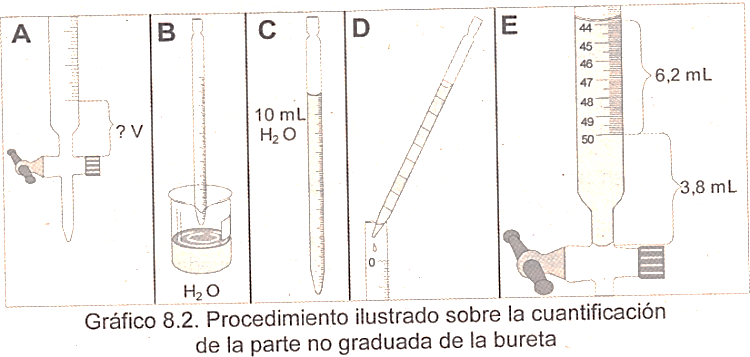 A
? V
B
H₂O
C
10 mL
H₂O
D
0
E
44
45
46
47
48
49
50
6,2 mL
3,8 mL
Gráfico 8.2. Procedimiento ilustrado sobre la cuantificación
de la parte no graduada de la bureta